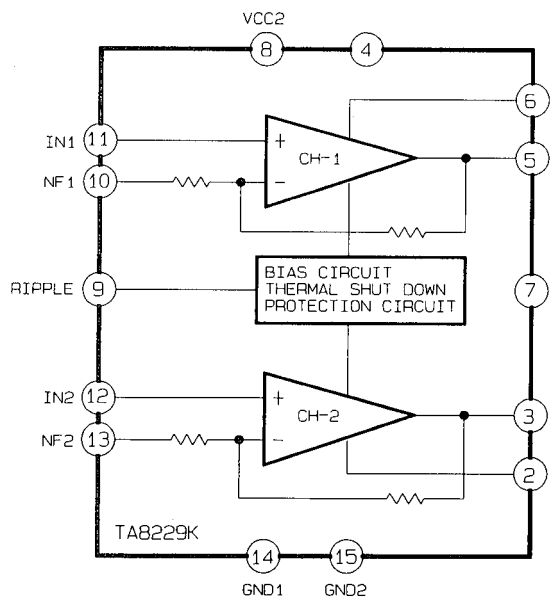 VCC2
8 4
6
IN1 11 + CH-1 5
NF1 10 -
BIAS CIRCUIT
RIPPLE 9 THERMAL SHUT DOWN 7
PROTECTION CIRCUIT
IN2 12 + CH-2 3
NF2 13 -
2
TA8229K
14 15
GND1 GND2